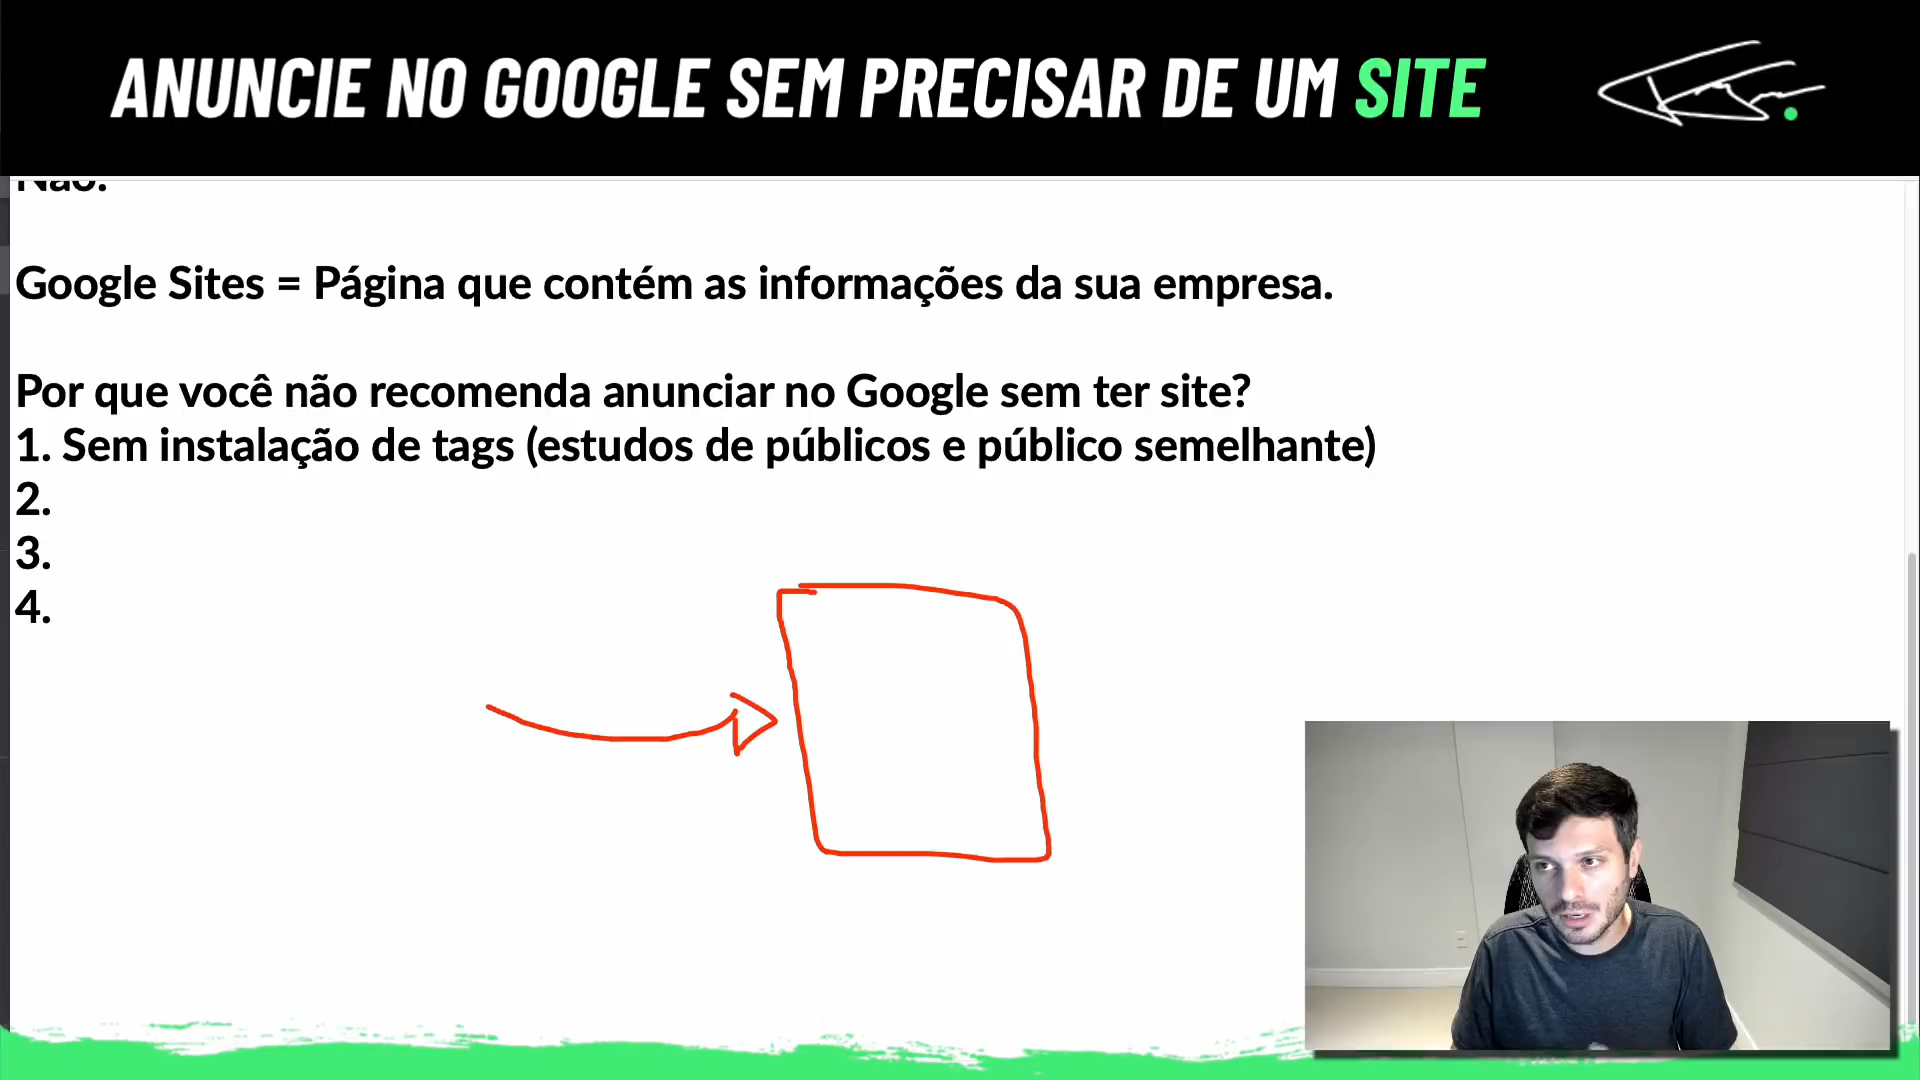 ANUNCIE NO GOOGLE SEM PRECISAR DE UM SITE
Não.
Google Sites = Página que contém as informações da sua empresa.
Por que você não recomenda anunciar no Google sem ter site?
1. Sem instalação de tags (estudos de públicos e público semelhante)
2.
3.
4.